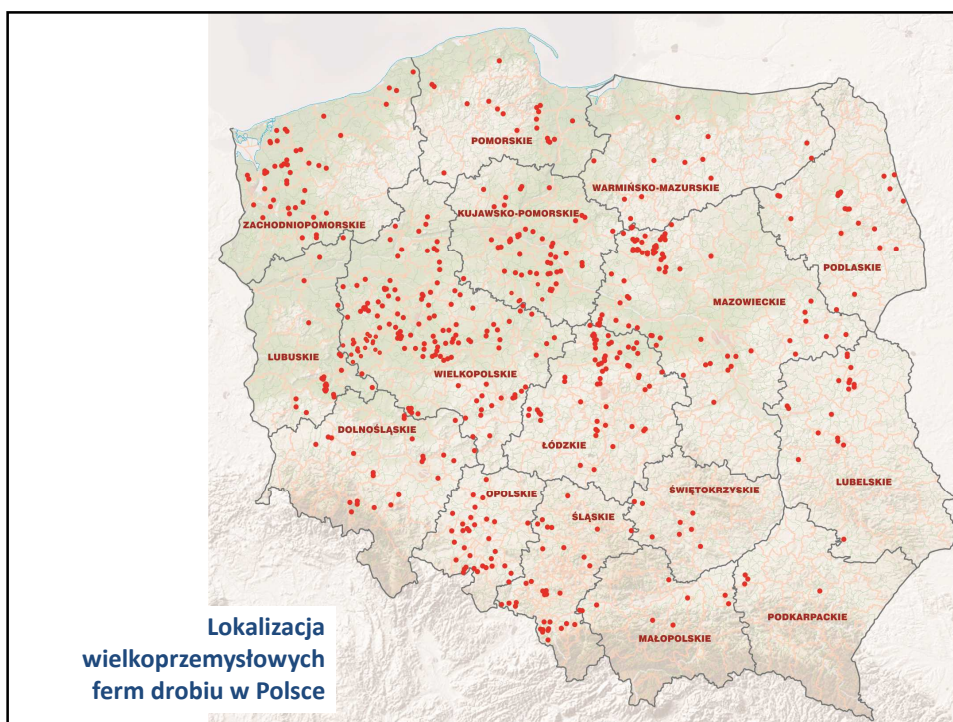 POMORSKIE
WARMIŃSKO-MAZURSKIE
KUJAWSKO-POMORSKIE
ZACHODNIOPOMORSKIE
PODLASKIE
MAZOWIECKIE
LUBUSKIE
WIELKOPOLSKIE
DOLNOŚLĄSKIE
ŁÓDZKIE
LUBELSKIE
OPOLSKIE
ŚWIĘTOKRZYSKIE
ŚLĄSKIE
PODKARPACKIE
MAŁOPOLSKIE
Lokalizacja
wielkoprzemysłowych
ferm drobiu w Polsce